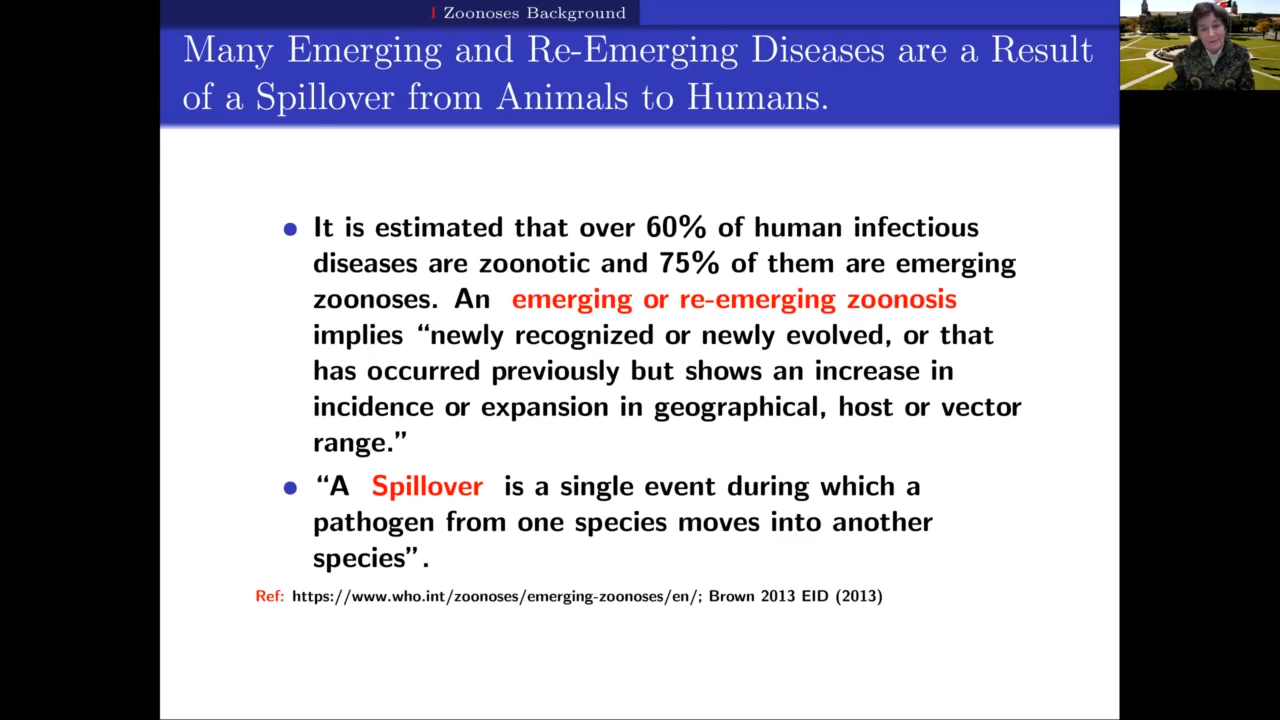 I Zoonoses Background
Many Emerging and Re-Emerging Diseases are a Result
of a Spillover from Animals to Humans.
• It is estimated that over 60% of human infectious
diseases are zoonotic and 75% of them are emerging
zoonoses. An emerging or re-emerging zoonosis
implies “newly recognized or newly evolved, or that
has occurred previously but shows an increase in
incidence or expansion in geographical, host or vector
range.”
• “A Spillover is a single event during which a
pathogen from one species moves into another
species”.
Ref: https://www.who.int/zoonoses/emerging-zoonoses/en/; Brown 2013 EID (2013)